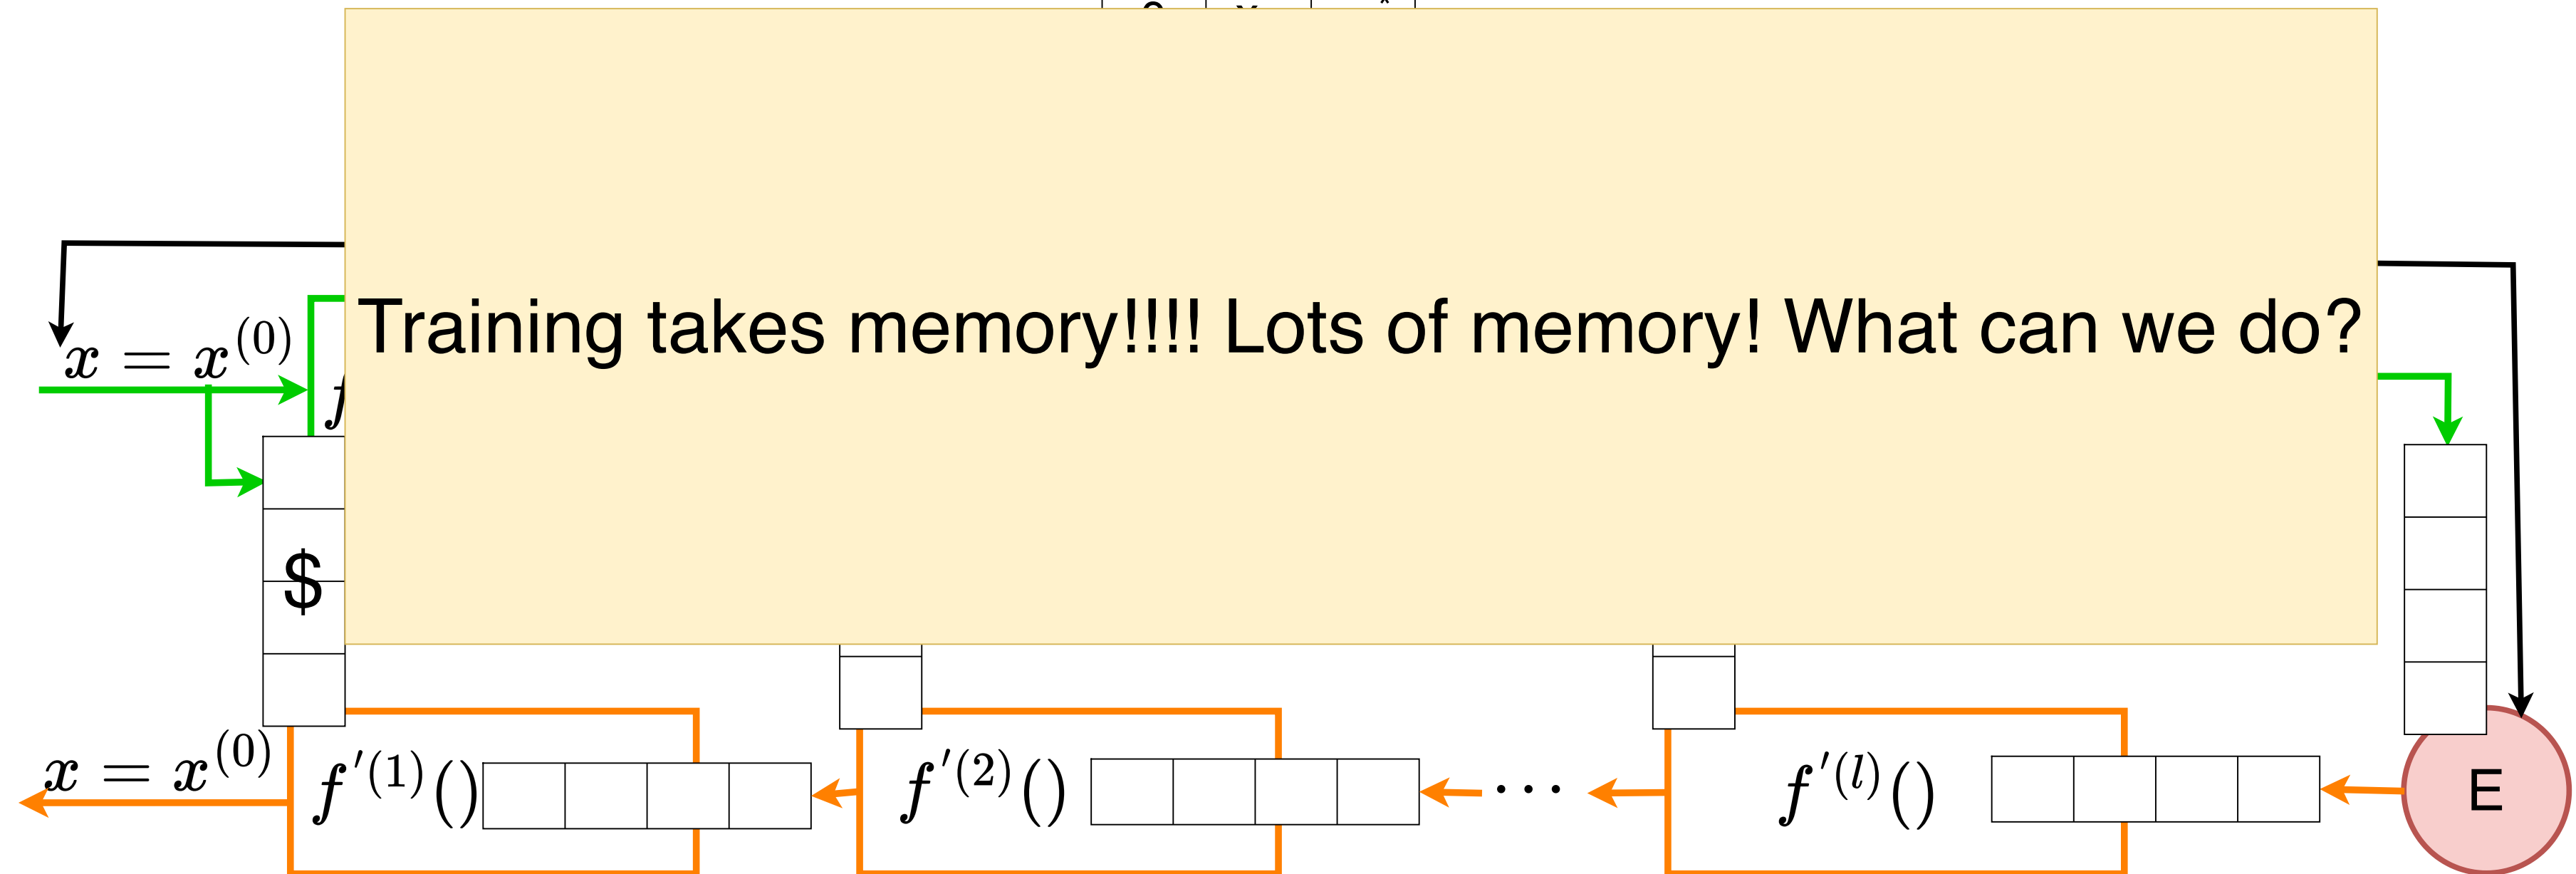 Training takes memory!!!! Lots of memory! What can we do?
x = x^(0)
f
$
x = x^(0)
f'^(1)() f'^(2)() ... f'^(l)() E